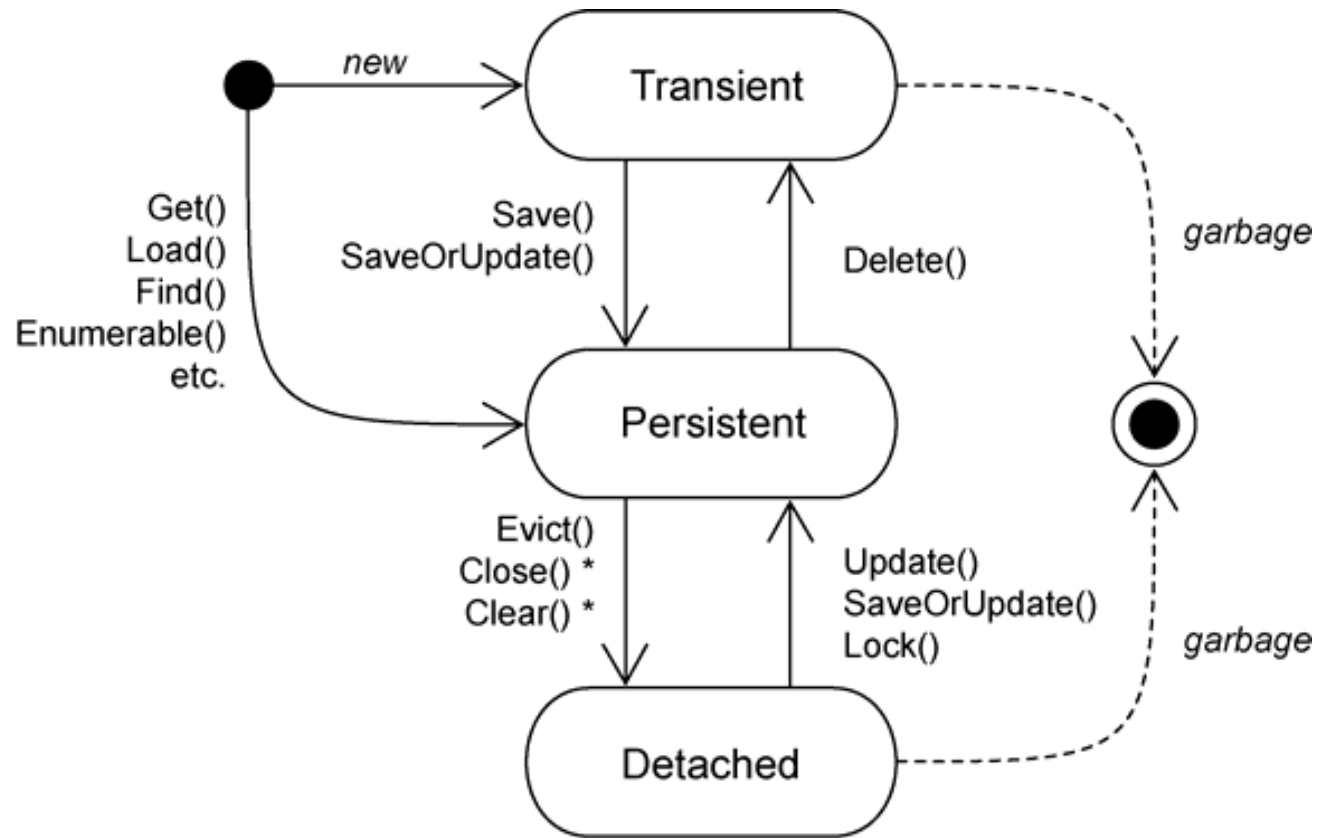 new
Transient
Get()
Load()
Find()
Enumerable()
etc.
Save()
SaveOrUpdate()
Delete()
garbage
Persistent
Evict()
Close() *
Clear() *
Update()
SaveOrUpdate()
Lock()
garbage
Detached